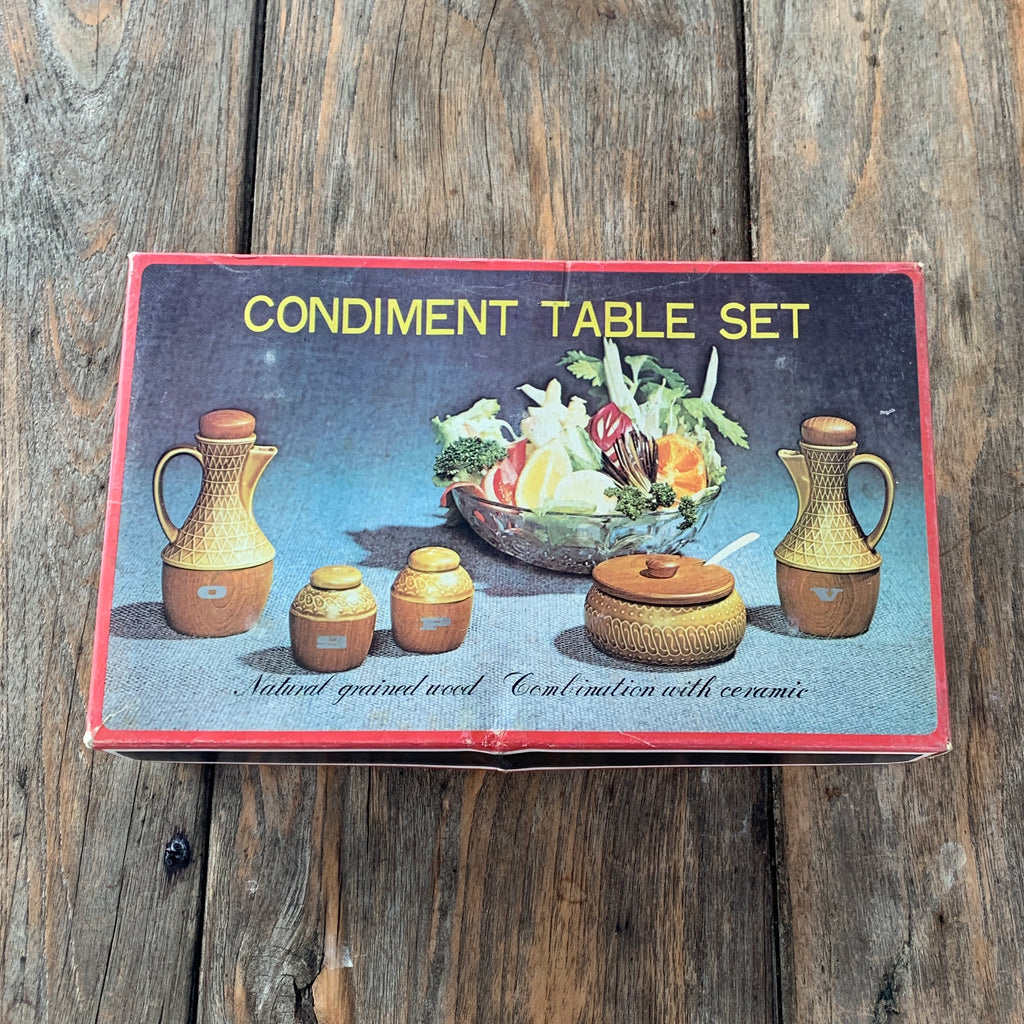 CONDIMENT TABLE SET
O
V
P
Natural grained wood Combination with ceramic